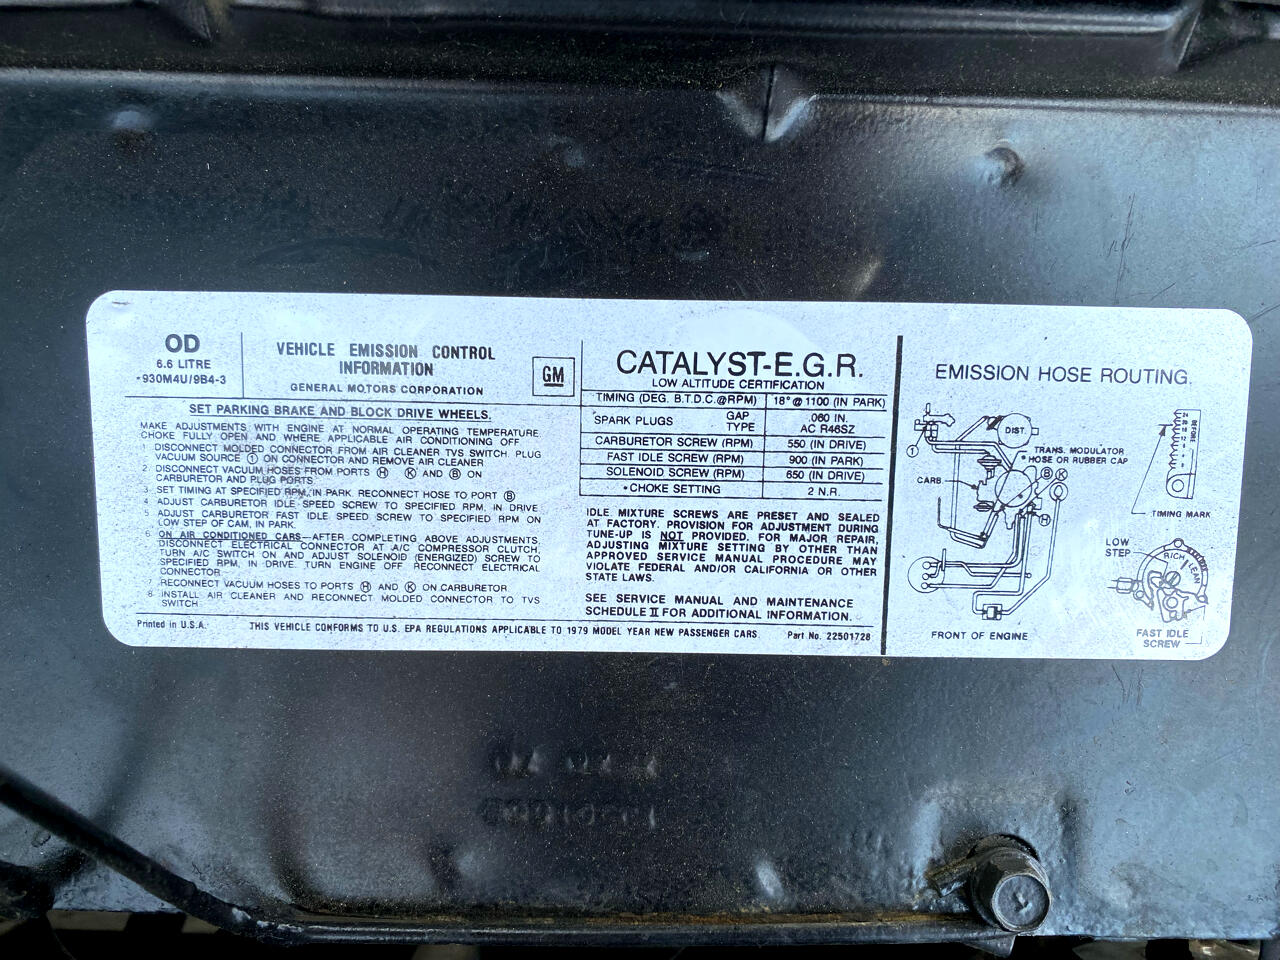 OD
6.6 LITRE
-930M4U/9B4-3
VEHICLE EMISSION CONTROL
INFORMATION
GENERAL MOTORS CORPORATION
GM
SET PARKING BRAKE AND BLOCK DRIVE WHEELS.
MAKE ADJUSTMENTS WITH ENGINE AT NORMAL OPERATING TEMPERATURE
CHOKE FULLY OPEN AND WHERE APPLICABLE AIR CONDITIONING OFF
1 DISCONNECT MOLDED CONNECTOR FROM AIR CLEANER TVS SWITCH. PLUG
VACUUM SOURCE ① ON CONNECTOR AND REMOVE AIR CLEANER
2. DISCONNECT VACUUM HOSES FROM PORTS Ⓗ Ⓚ AND Ⓑ ON
CARBURETOR AND PLUG PORTS
3 SET TIMING AT SPECIFIED RPM, IN PARK. RECONNECT HOSE TO PORT Ⓑ
4 ADJUST CARBURETOR IDLE SPEED SCREW TO SPECIFIED RPM, IN DRIVE
5 ADJUST CARBURETOR FAST IDLE SPEED SCREW TO SPECIFIED RPM ON
LOW STEP OF CAM, IN PARK
6 ON AIR CONDITIONED CARS—AFTER COMPLETING ABOVE ADJUSTMENTS,
DISCONNECT ELECTRICAL CONNECTOR AT A/C COMPRESSOR CLUTCH,
TURN A/C SWITCH ON AND ADJUST SOLENOID (ENERGIZED) SCREW TO
SPECIFIED RPM, IN DRIVE. TURN ENGINE OFF RECONNECT ELECTRICAL
CONNECTOR
7 RECONNECT VACUUM HOSES TO PORTS Ⓗ AND Ⓚ ON CARBURETOR
8 INSTALL AIR CLEANER AND RECONNECT MOLDED CONNECTOR TO TVS
SWITCH
CATALYST-E.G.R.
LOW ALTITUDE CERTIFICATION
TIMING (DEG. B.T.D.C.@RPM) 18° @ 1100 (IN PARK)
SPARK PLUGS GAP .060 IN.
TYPE AC R46SZ
CARBURETOR SCREW (RPM) 550 (IN DRIVE)
FAST IDLE SCREW (RPM) 900 (IN PARK)
SOLENOID SCREW (RPM) 650 (IN DRIVE)
•CHOKE SETTING 2 N.R.
IDLE MIXTURE SCREWS ARE PRESET AND SEALED
AT FACTORY. PROVISION FOR ADJUSTMENT DURING
TUNE-UP IS NOT PROVIDED. FOR MAJOR REPAIR,
ADJUSTING MIXTURE SETTING BY OTHER THAN
APPROVED SERVICE MANUAL PROCEDURE MAY
VIOLATE FEDERAL AND/OR CALIFORNIA OR OTHER
STATE LAWS.
SEE SERVICE MANUAL AND MAINTENANCE
SCHEDULE II FOR ADDITIONAL INFORMATION.
Printed in U.S.A.
THIS VEHICLE CONFORMS TO U.S. EPA REGULATIONS APPLICABLE TO 1979 MODEL YEAR NEW PASSENGER CARS.
Part No. 22501728
EMISSION HOSE ROUTING.
DIST.
①
TRANS. MODULATOR
• HOSE OR RUBBER CAP
CARB.
Ⓑ Ⓚ
Ⓗ
FRONT OF ENGINE
BEFORE
TIMING MARK
LOW
STEP
RICH
LEAN
FAST IDLE
SCREW